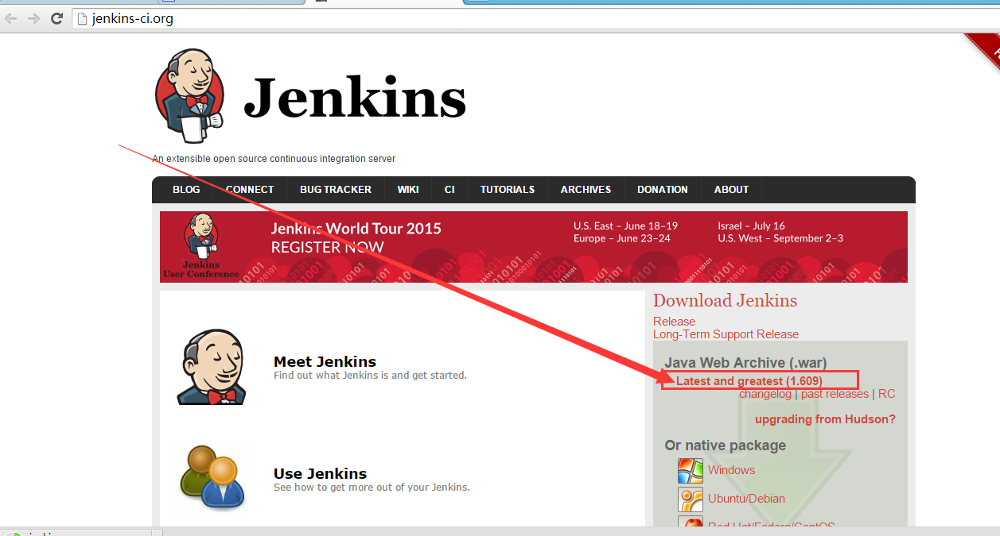 jenkins-ci.org
Jenkins
An extensible open source continuous integration server
BLOG CONNECT BUG TRACKER WIKI CI TUTORIALS ARCHIVES DONATION ABOUT
Jenkins World Tour 2015
REGISTER NOW
U.S. East – June 18–19
Europe – June 23–24
Israel – July 16
U.S. West – September 2–3
Jenkins
User Conference
Meet Jenkins
Find out what Jenkins is and get started.
Use Jenkins
See how to get more out of your Jenkins.
Download Jenkins
Release
Long-Term Support Release
Java Web Archive (.war)
Latest and greatest (1.609)
changelog | past releases | RC
upgrading from Hudson?
Or native package
Windows
Ubuntu/Debian
Red Hat/Fedora/CentOS